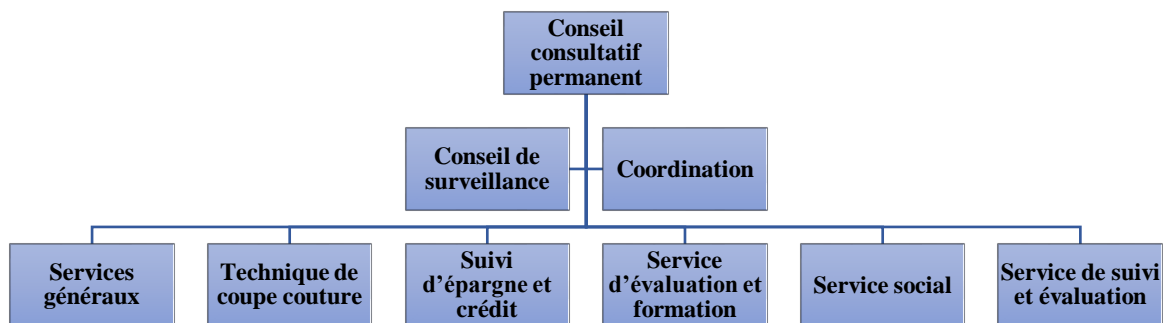 Conseil
consultatif
permanent
Conseil de
surveillance
Coordination
Services
généraux
Technique de
coupe couture
Suivi
d'épargne et
crédit
Service
d'évaluation et
formation
Service social
Service de suivi
et évaluation